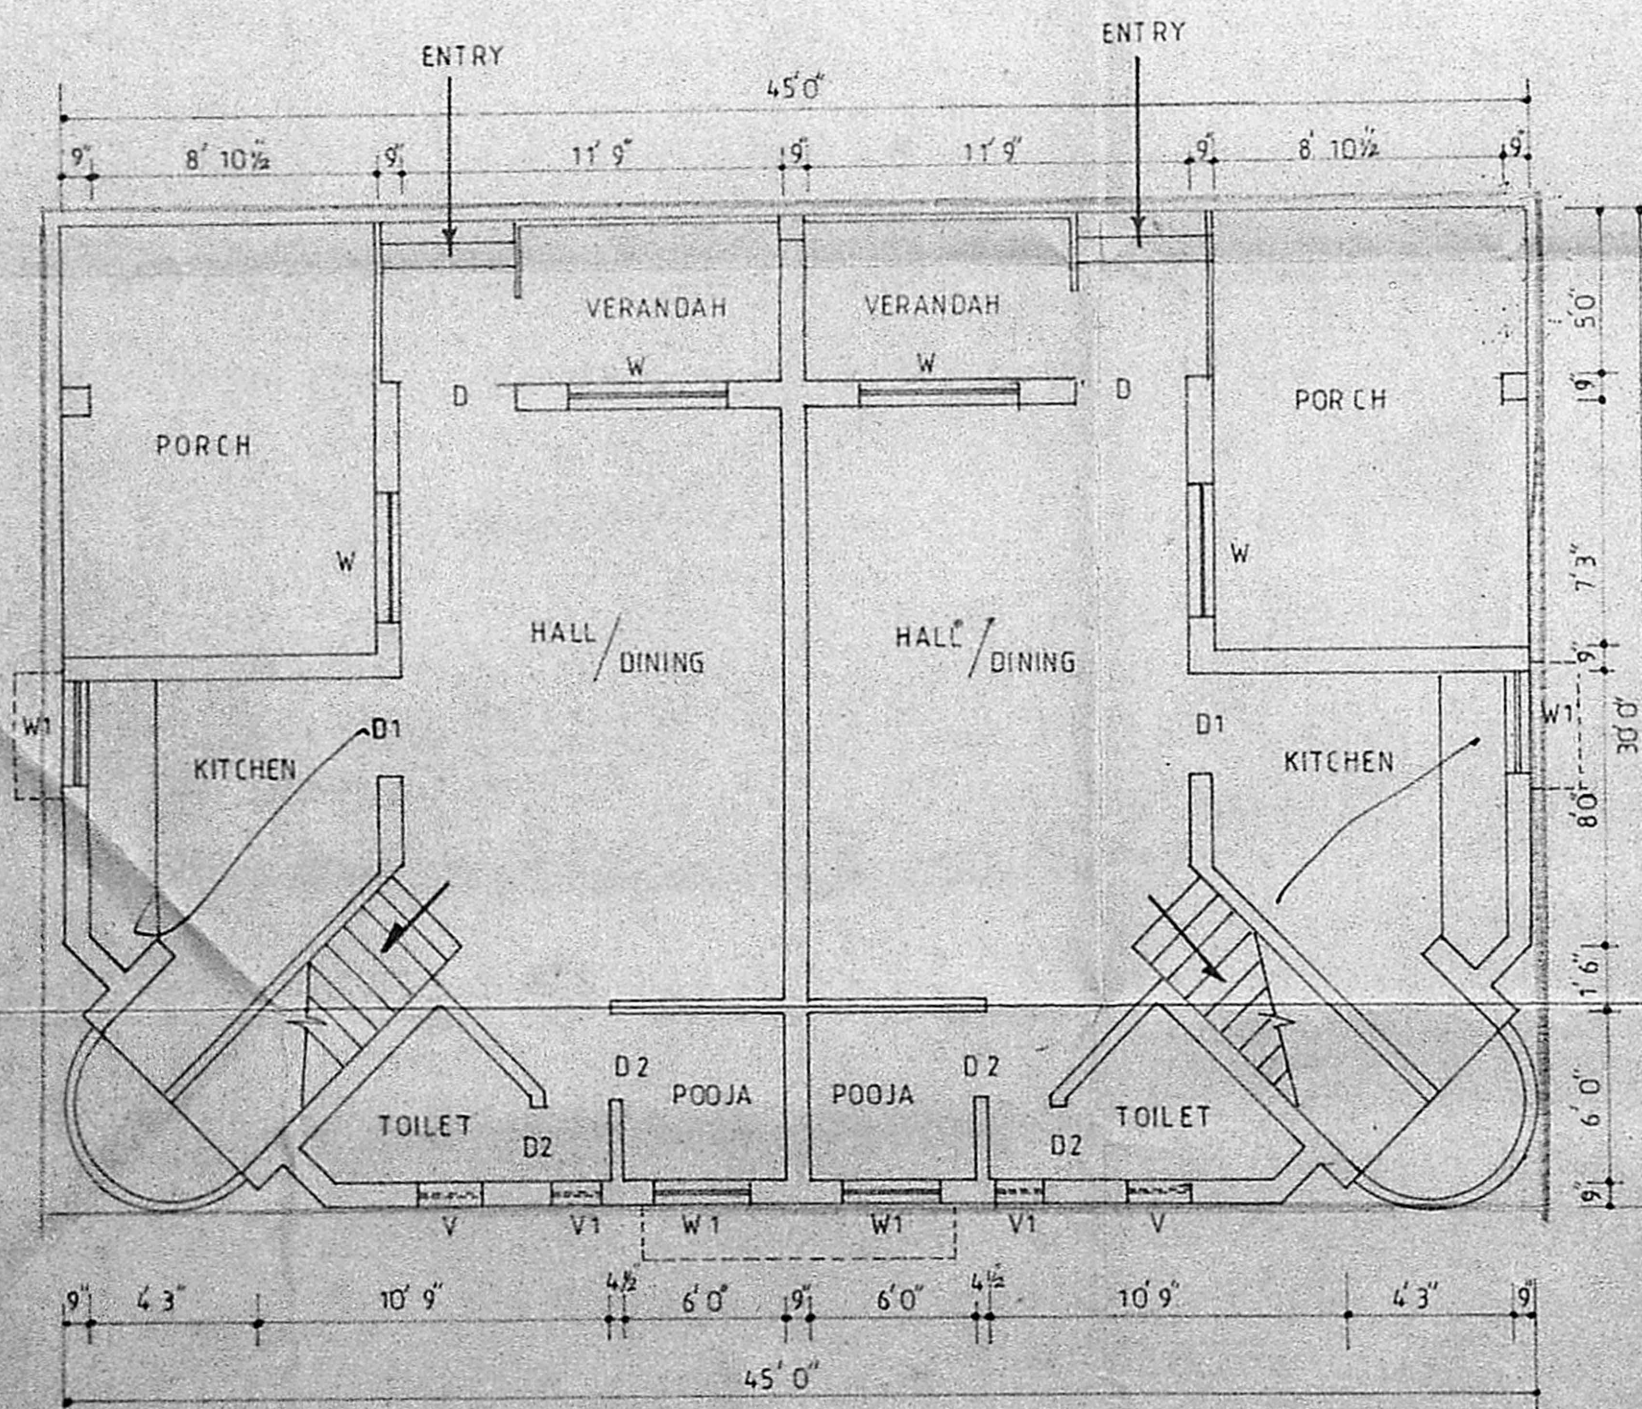 ENTRY
ENTRY
45'0"
9" 8' 10½" 9" 11' 9" 9" 11' 9" 9" 8' 10½" 9"
VERANDAH VERANDAH
5'0"
W W
D D
9"
PORCH
PORCH
W W
7'3"
HALL / DINING
HALL / DINING
9"
W1 D1 D1 W1
KITCHEN KITCHEN
30'0"
8'0"
1'6"
D2 D2
POOJA POOJA
6'0"
TOILET TOILET
D2 D2
9"
V V1 W1 W1 V1 V
9" 4'3" 10' 9" 4½" 6'0" 9" 6'0" 4½" 10'9" 4'3" 9"
45'0"